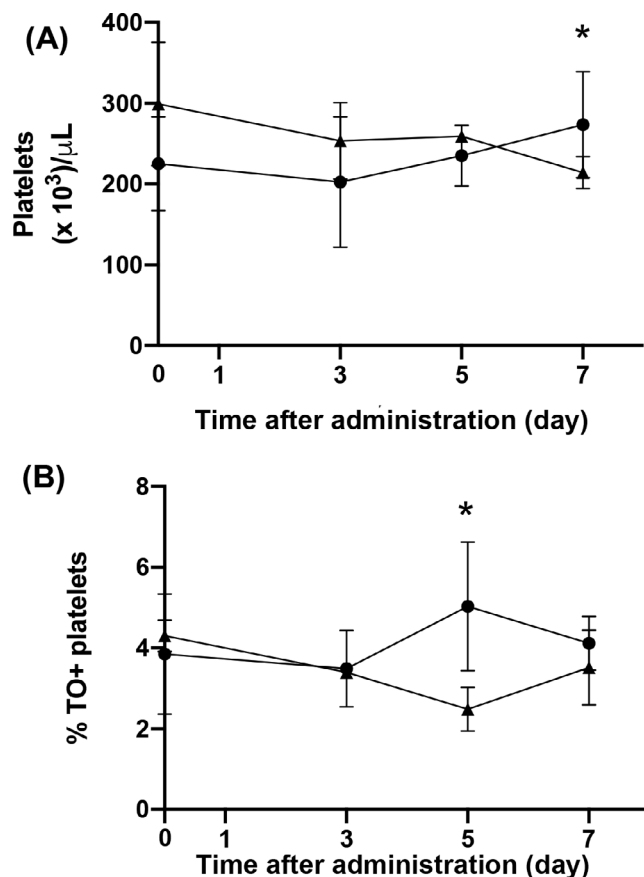 (A)
*
400
300
200
100
0
Platelets
(x 10³)/μL
0 1 3 5 7
Time after administration (day)
(B)
*
8
6
4
2
0
% TO+ platelets
0 1 3 5 7
Time after administration (day)